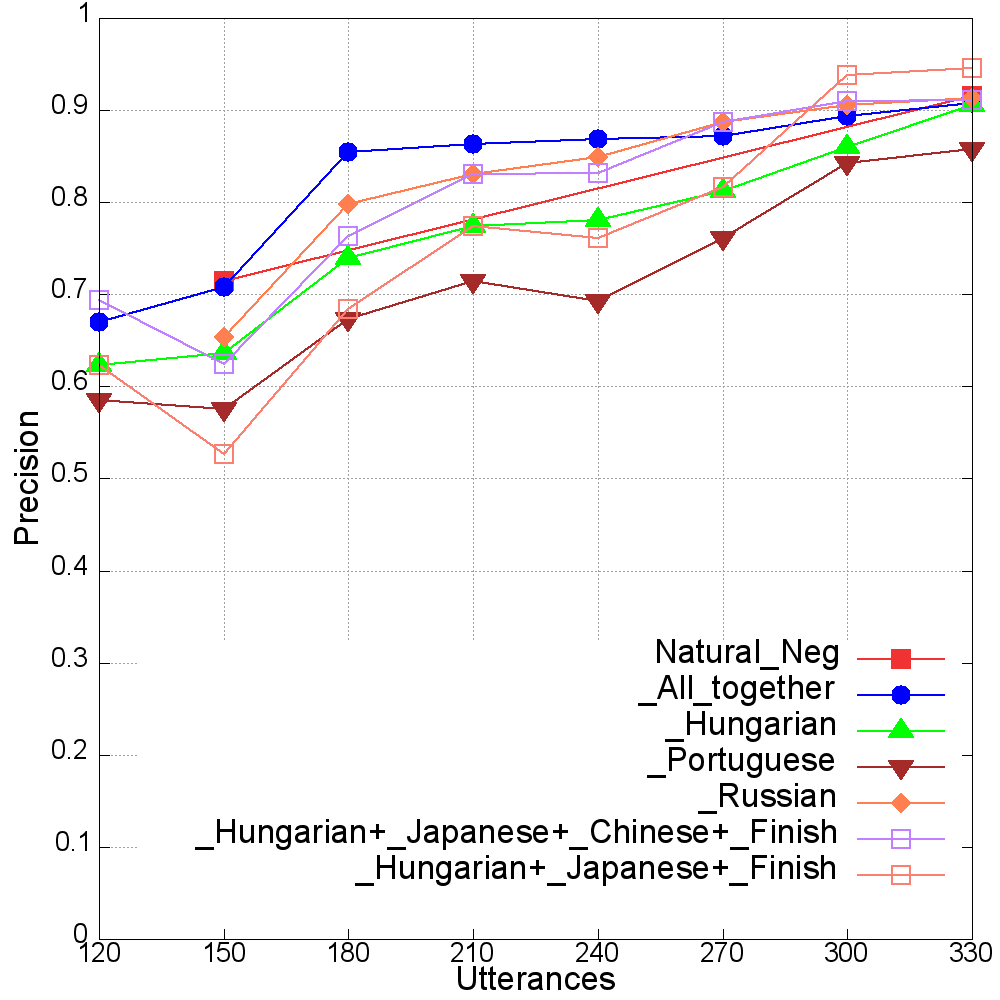 1
0.9
0.8
0.7
0.6
0.5
0.4
0.3
0.2
0.1
0
Precision
120 150 180 210 240 270 300 330
Utterances
Natural_Neg
_All_together
_Hungarian
_Portuguese
_Russian
_Hungarian+_Japanese+_Chinese+_Finish
_Hungarian+_Japanese+_Finish